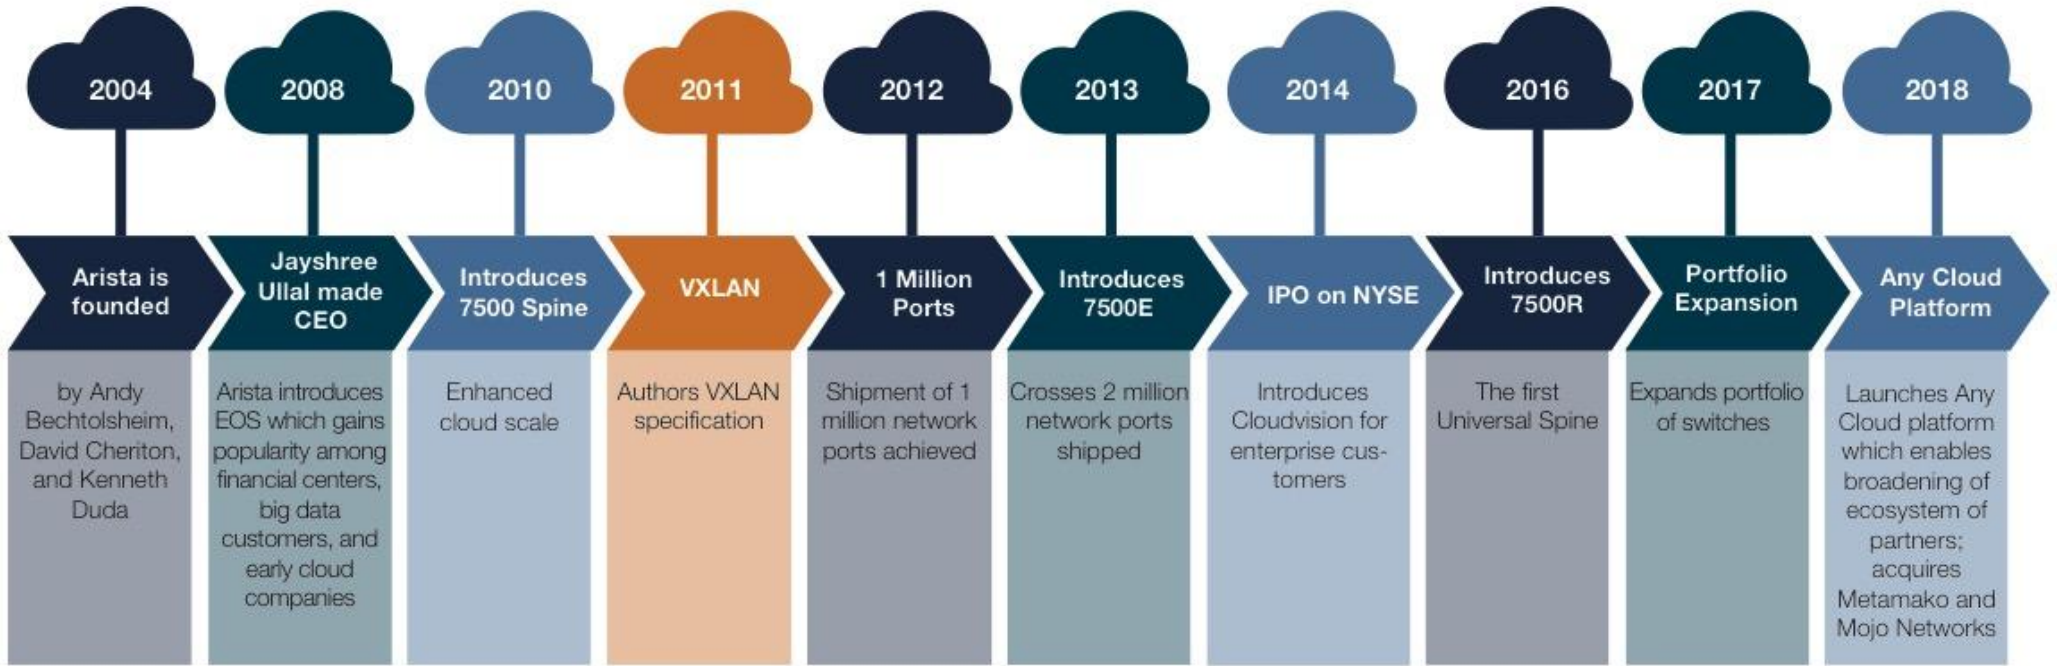 2004
2008
2010
2011
2012
2013
2014
2016
2017
2018
Arista is
founded
by Andy
Bechtolsheim,
David Cheriton,
and Kenneth
Duda
Jayshree
Ullal made
CEO
Arista introduces
EOS which gains
popularity among
financial centers,
big data
customers, and
early cloud
companies
Introduces
7500 Spine
Enhanced
cloud scale
VXLAN
Authors VXLAN
specification
1 Million
Ports
Shipment of 1
million network
ports achieved
Introduces
7500E
Crosses 2 million
network ports
shipped
IPO on NYSE
Introduces
Cloudvision for
enterprise cus-
tomers
Introduces
7500R
The first
Universal Spine
Portfolio
Expansion
Expands portfolio
of switches
Any Cloud
Platform
Launches Any
Cloud platform
which enables
broadening of
ecosystem of
partners;
acquires
Metamako and
Mojo Networks